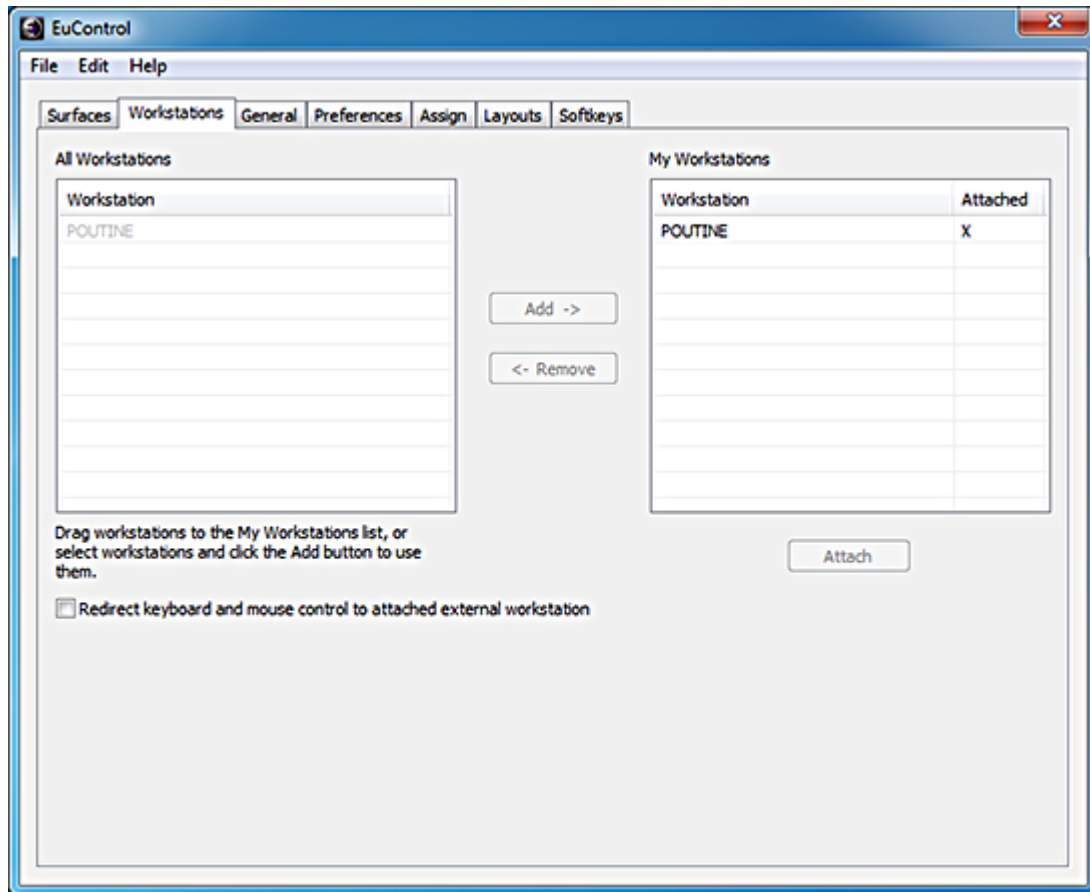 EuControl
File Edit Help
Surfaces Workstations General Preferences Assign Layouts Softkeys
All Workstations
My Workstations
Workstation
Workstation Attached
POUTINE
POUTINE X
Add ->
<- Remove
Drag workstations to the My Workstations list, or
select workstations and click the Add button to use
them.
Attach
Redirect keyboard and mouse control to attached external workstation